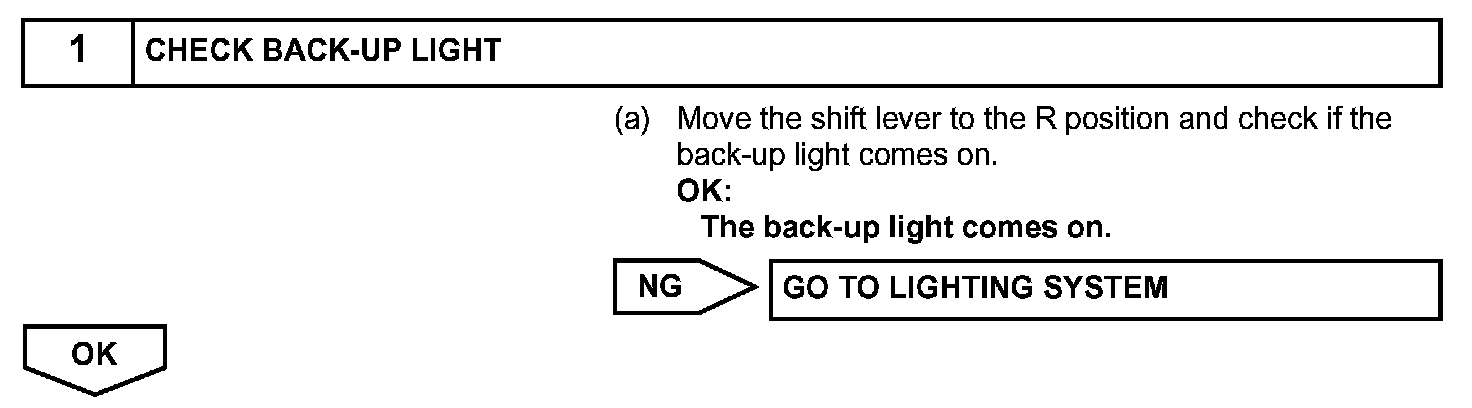 1 CHECK BACK-UP LIGHT
(a) Move the shift lever to the R position and check if the
back-up light comes on.
OK:
The back-up light comes on.
NG GO TO LIGHTING SYSTEM
OK